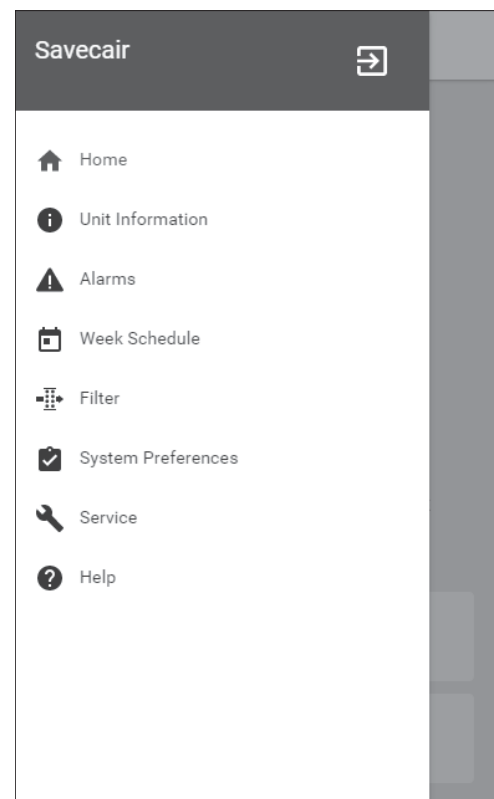 Savecair
Home
Unit Information
Alarms
Week Schedule
Filter
System Preferences
Service
Help